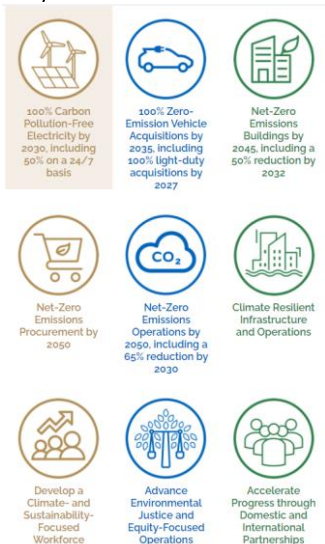 100% Carbon
Pollution-Free
Electricity by
2030, including
50% on a 24/7
basis
100% Zero-
Emission Vehicle
Acquisitions by
2035, including
100% light-duty
acquisitions by
2027
Net-Zero
Emissions
Buildings by
2045, including a
50% reduction by
2032
Net-Zero
Emissions
Procurement by
2050
CO₂
Net-Zero
Emissions
Operations by
2050, including a
65% reduction by
2030
Climate Resilient
Infrastructure
and Operations
Develop a
Climate- and
Sustainability-
Focused
Workforce
Advance
Environmental
Justice and
Equity-Focused
Operations
Accelerate
Progress through
Domestic and
International
Partnerships